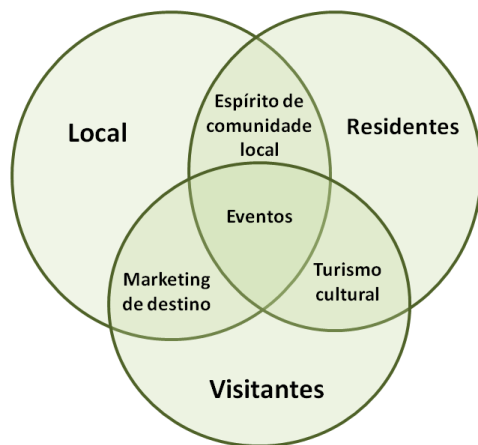 Espírito de
comunidade
local
Local
Residentes
Eventos
Marketing
de destino
Turismo
cultural
Visitantes